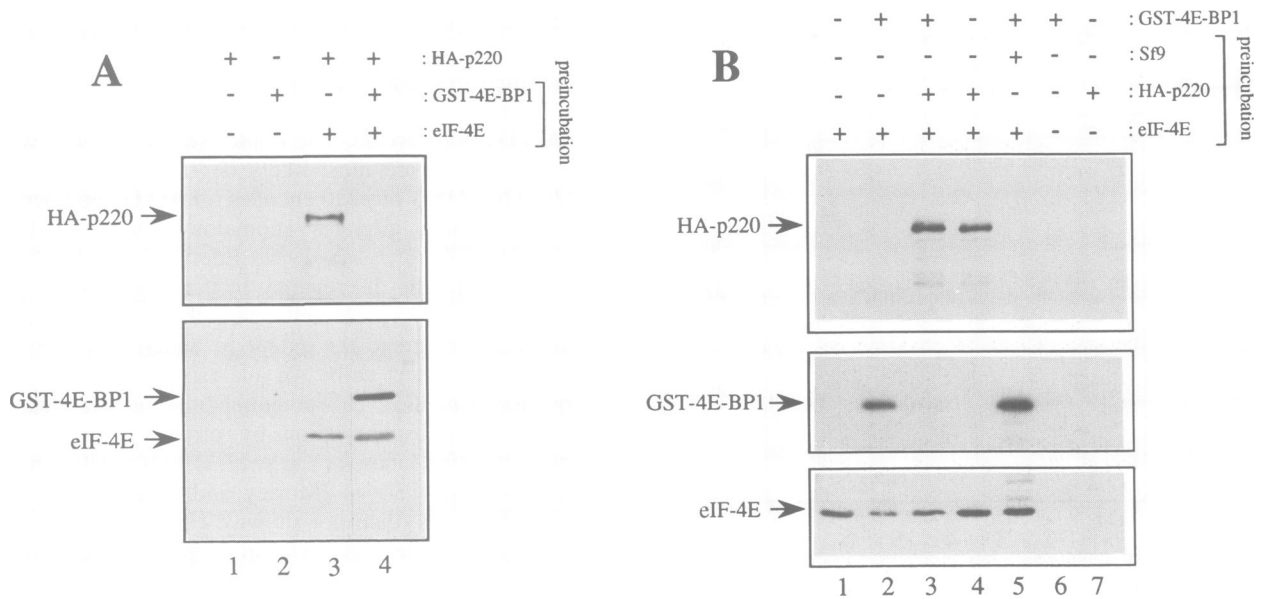 A
+ - + + : HA-p220
- + - + : GST-4E-BP1
- - + + : eIF-4E
preincubation
HA-p220
GST-4E-BP1
eIF-4E
1 2 3 4
B
- + + - + + - : GST-4E-BP1
- - - - + - - : Sf9
- - + + - - + : HA-p220
+ + + + + - - : eIF-4E
preincubation
HA-p220
GST-4E-BP1
eIF-4E
1 2 3 4 5 6 7